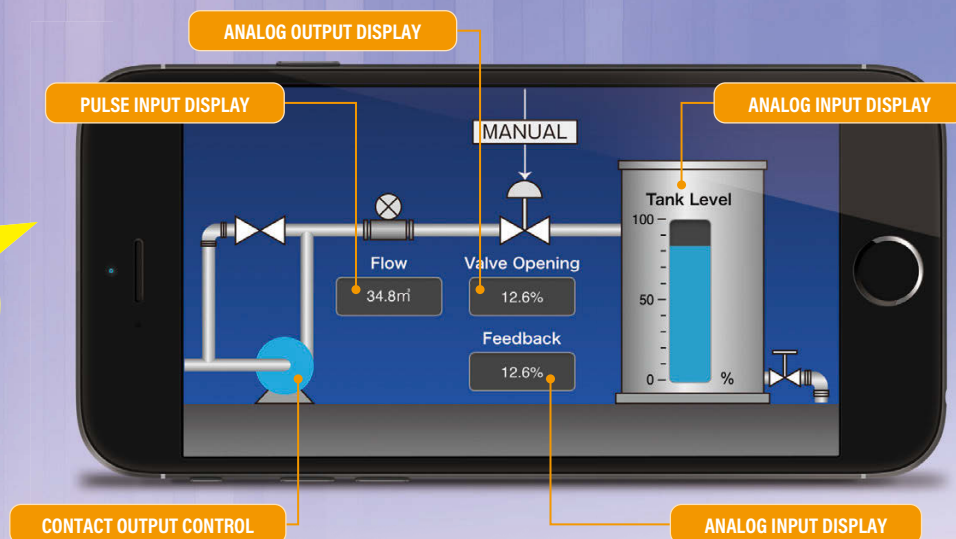 ANALOG OUTPUT DISPLAY
PULSE INPUT DISPLAY
ANALOG INPUT DISPLAY
MANUAL
Tank Level
100
Flow
Valve Opening
34.8㎥
12.6%
50
Feedback
12.6%
0
%
CONTACT OUTPUT CONTROL
ANALOG INPUT DISPLAY